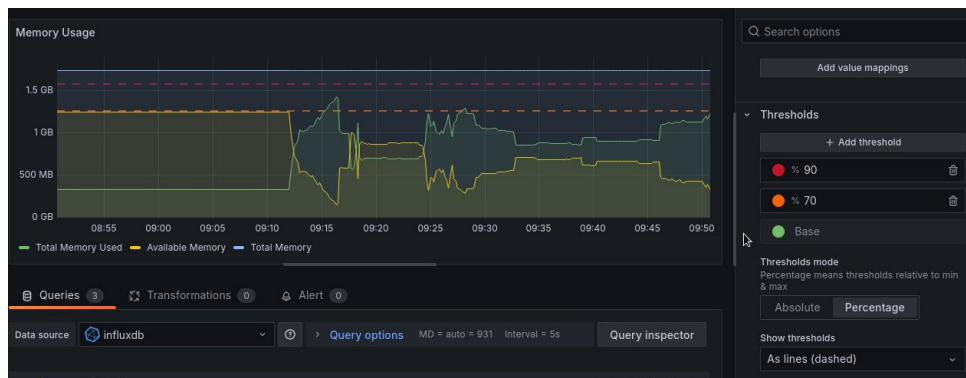 Memory Usage
1.5 GB
1 GB
500 MB
0 GB
08:55 09:00 09:05 09:10 09:15 09:20 09:25 09:30 09:35 09:40 09:45 09:50
Total Memory Used Available Memory Total Memory
Queries 3 Transformations 0 Alert 0
Data source influxdb Query options MD = auto = 931 Interval = 5s Query inspector
Search options
Add value mappings
Thresholds
+ Add threshold
% 90
% 70
Base
Thresholds mode
Percentage means thresholds relative to min
& max
Absolute Percentage
Show thresholds
As lines (dashed)